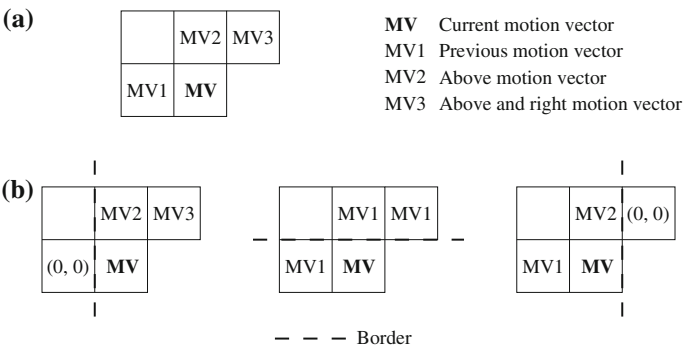 (a)
MV2 MV3
MV1 MV
MV Current motion vector
MV1 Previous motion vector
MV2 Above motion vector
MV3 Above and right motion vector
(b)
MV2 MV3
(0, 0) MV
MV1 MV1
MV1 MV
MV2 (0, 0)
MV1 MV
Border